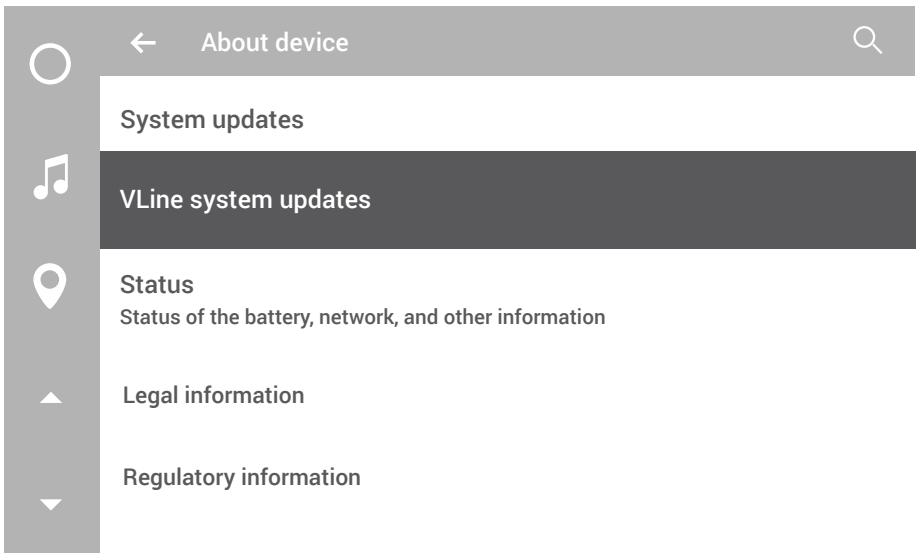 About device
System updates
VLine system updates
Status
Status of the battery, network, and other information
Legal information
Regulatory information